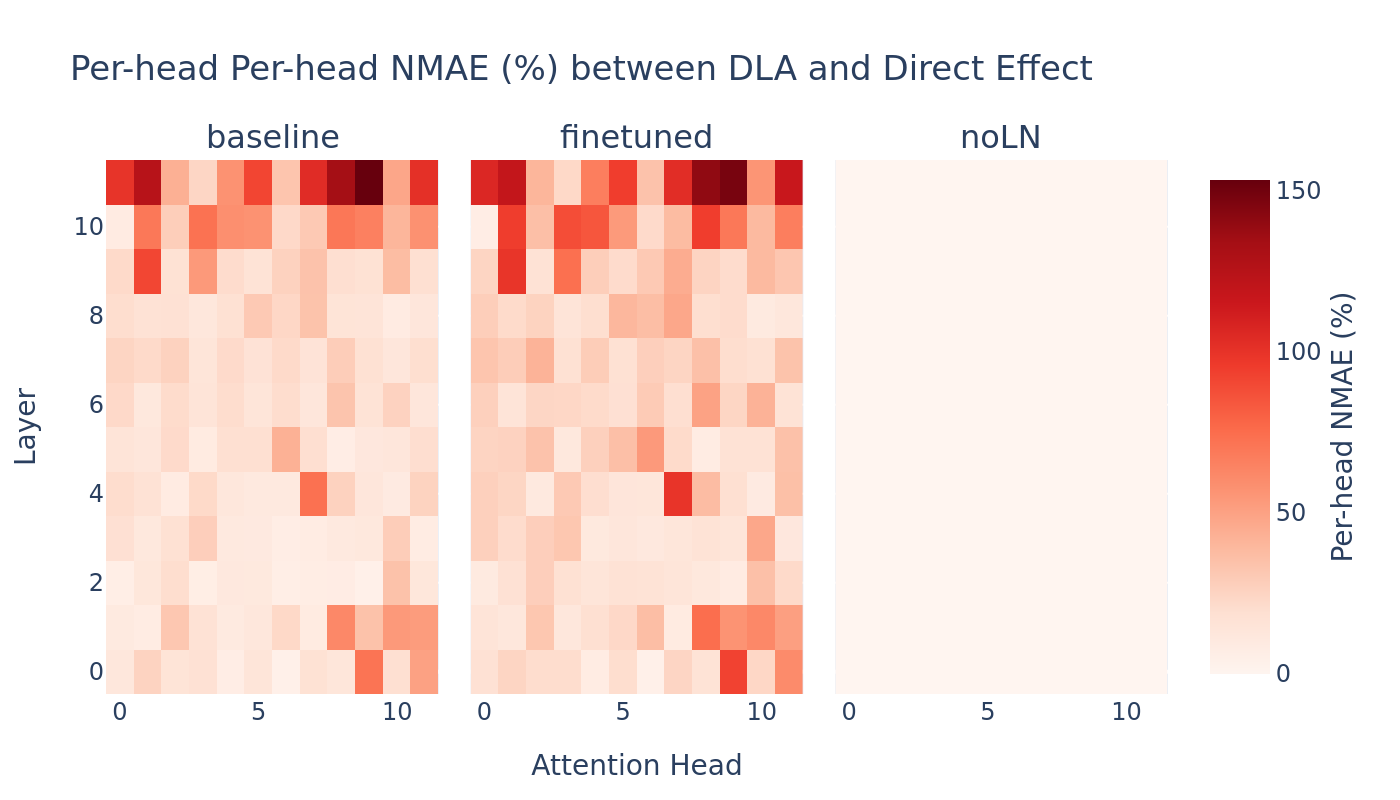 Per-head Per-head NMAE (%) between DLA and Direct Effect
baseline
finetuned
noLN
10
8
6
4
2
0
Layer
0 5 10
0 5 10
0 5 10
Attention Head
150
100
50
0
Per-head NMAE (%)